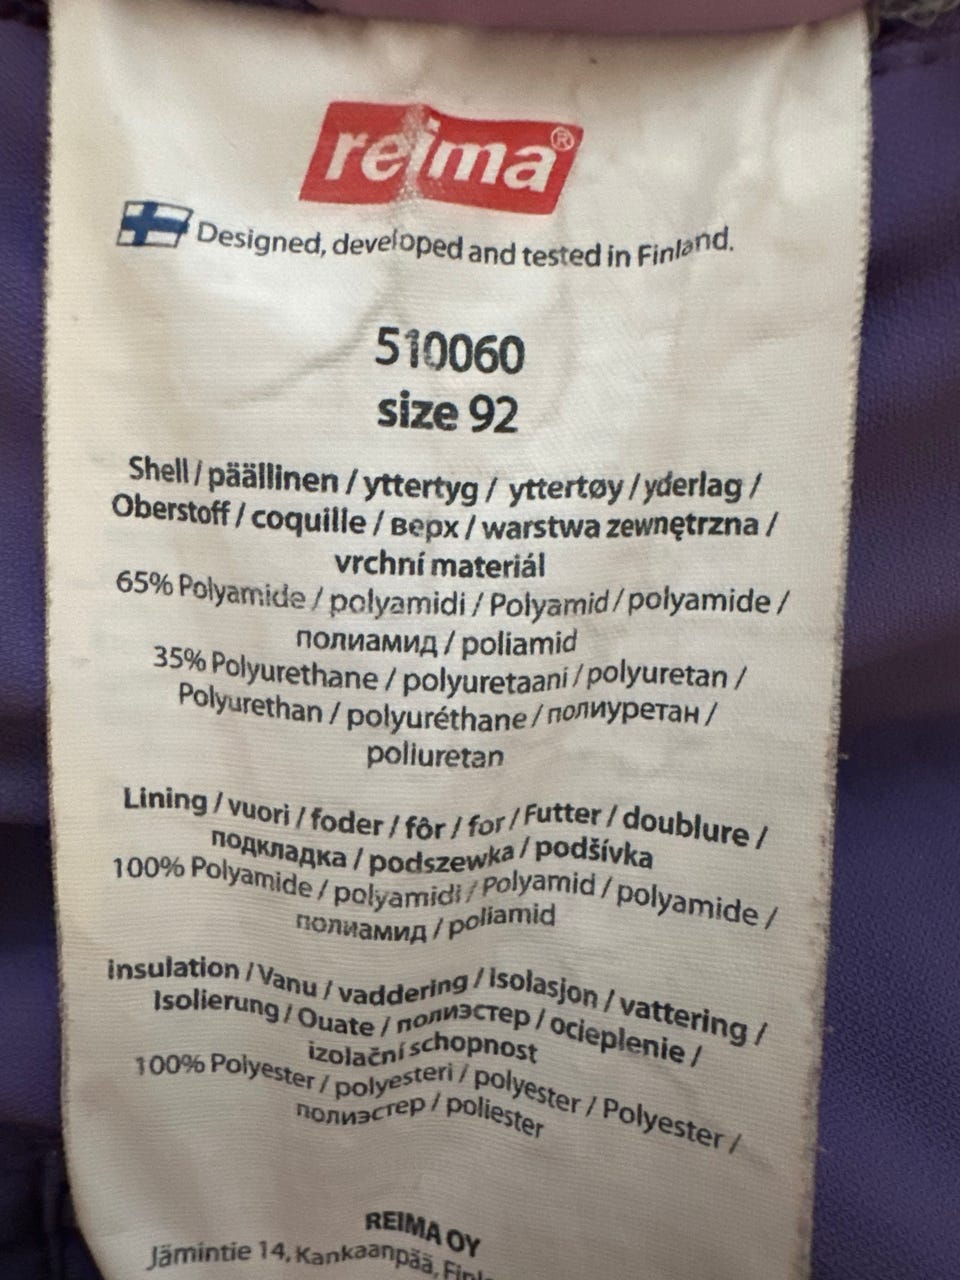 reima®
Designed, developed and tested in Finland.
510060
size 92
Shell / päällinen / yttertyg / yttertøy / yderlag /
Oberstoff / coquille / верх / warstwa zewnętrzna /
vrchní materiál
65% Polyamide / polyamidi / Polyamid / polyamide /
полиамид / poliamid
35% Polyurethane / polyuretaani / polyuretan /
Polyurethan / polyuréthane / полиуретан /
poliuretan
Lining / vuori / foder / fôr / for / Futter / doublure /
подкладка / podszewka / podšívka
100% Polyamide / polyamidi / Polyamid / polyamide /
полиамид / poliamid
insulation / Vanu / vaddering / isolasjon / vattering /
Isolierung / Ouate / полиэстер / ocieplenie /
izolační schopnost
100% Polyester / polyesteri / polyester / Polyester /
полиэстер / poliester
REIMA OY
Jämintie 14, Kankaanpää,